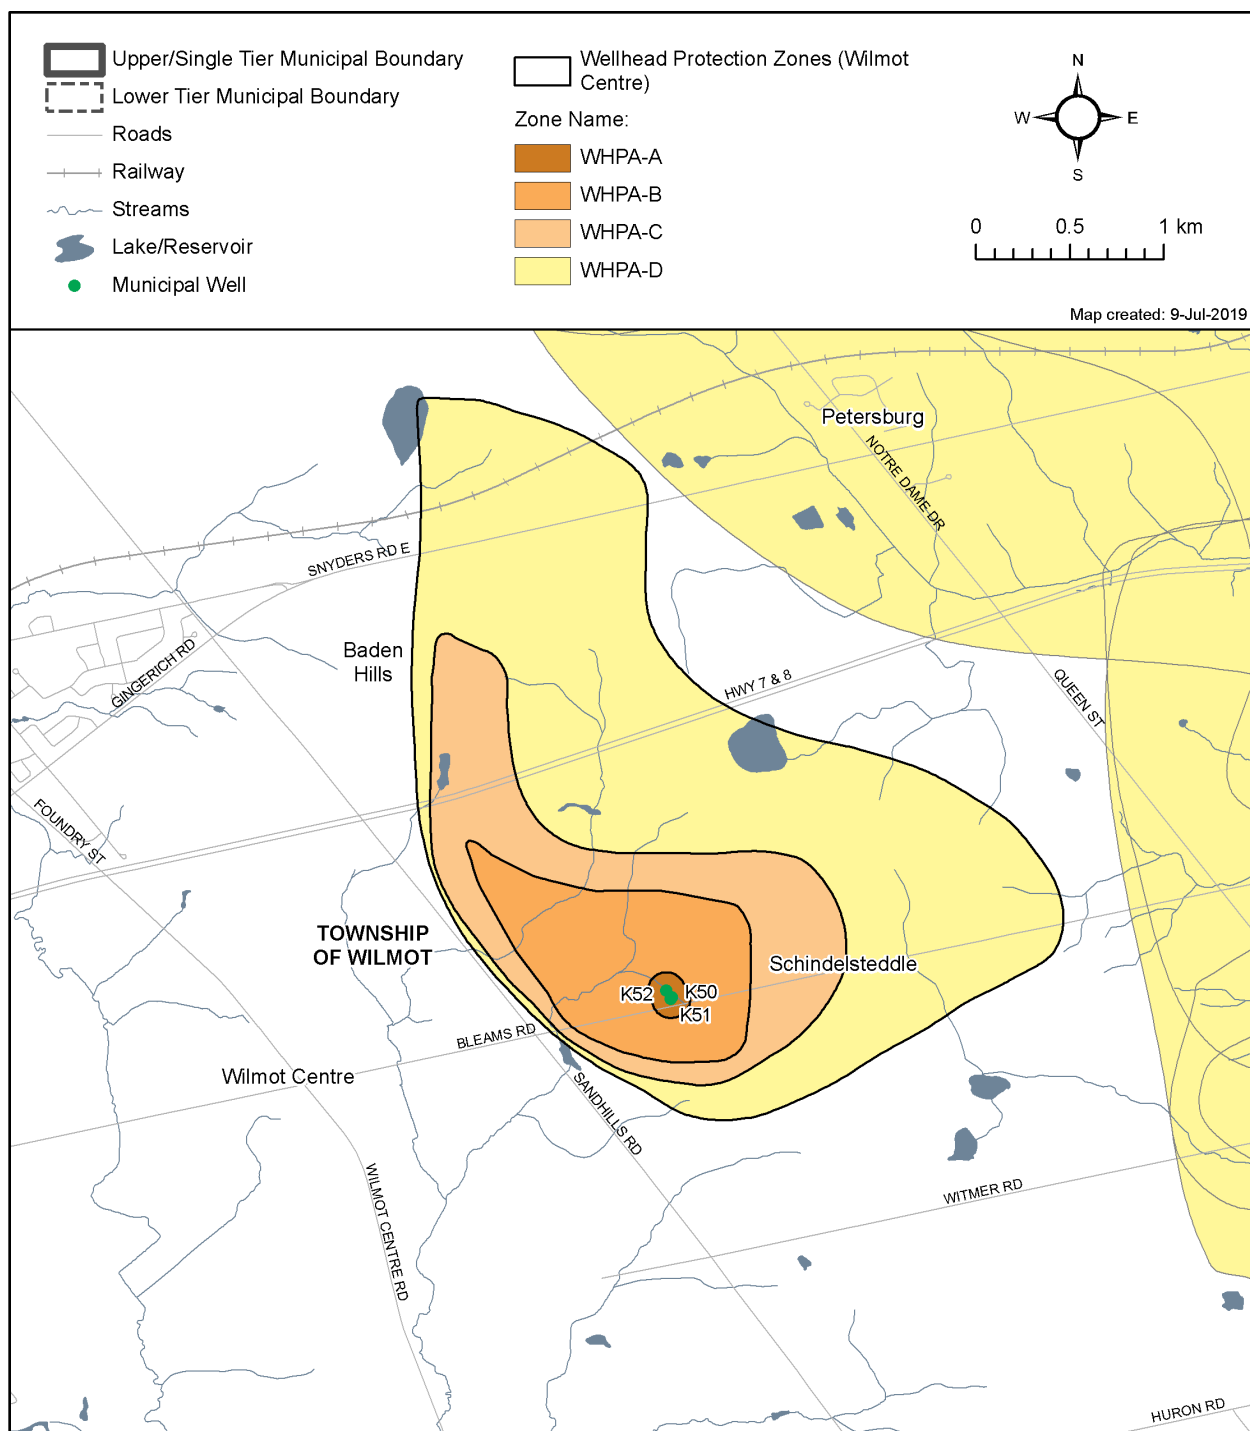 Upper/Single Tier Municipal Boundary
Lower Tier Municipal Boundary
Roads
Railway
Streams
Lake/Reservoir
Municipal Well
Wellhead Protection Zones (Wilmot
Centre)
Zone Name:
WHPA-A
WHPA-B
WHPA-C
WHPA-D
N
W
E
S
0 0.5 1 km
Map created: 9-Jul-2019
Petersburg
NOTRE DAME DR
SNYDERS RD E
Baden
Hills
GINGERICH RD
HWY 7 & 8
QUEEN ST
FOUNDRY ST
TOWNSHIP
OF WILMOT
Schindelsteddle
K52
K50
K51
BLEAMS RD
Wilmot Centre
SANDHILLS RD
WILMOT CENTRE RD
WITMER RD
HURON RD